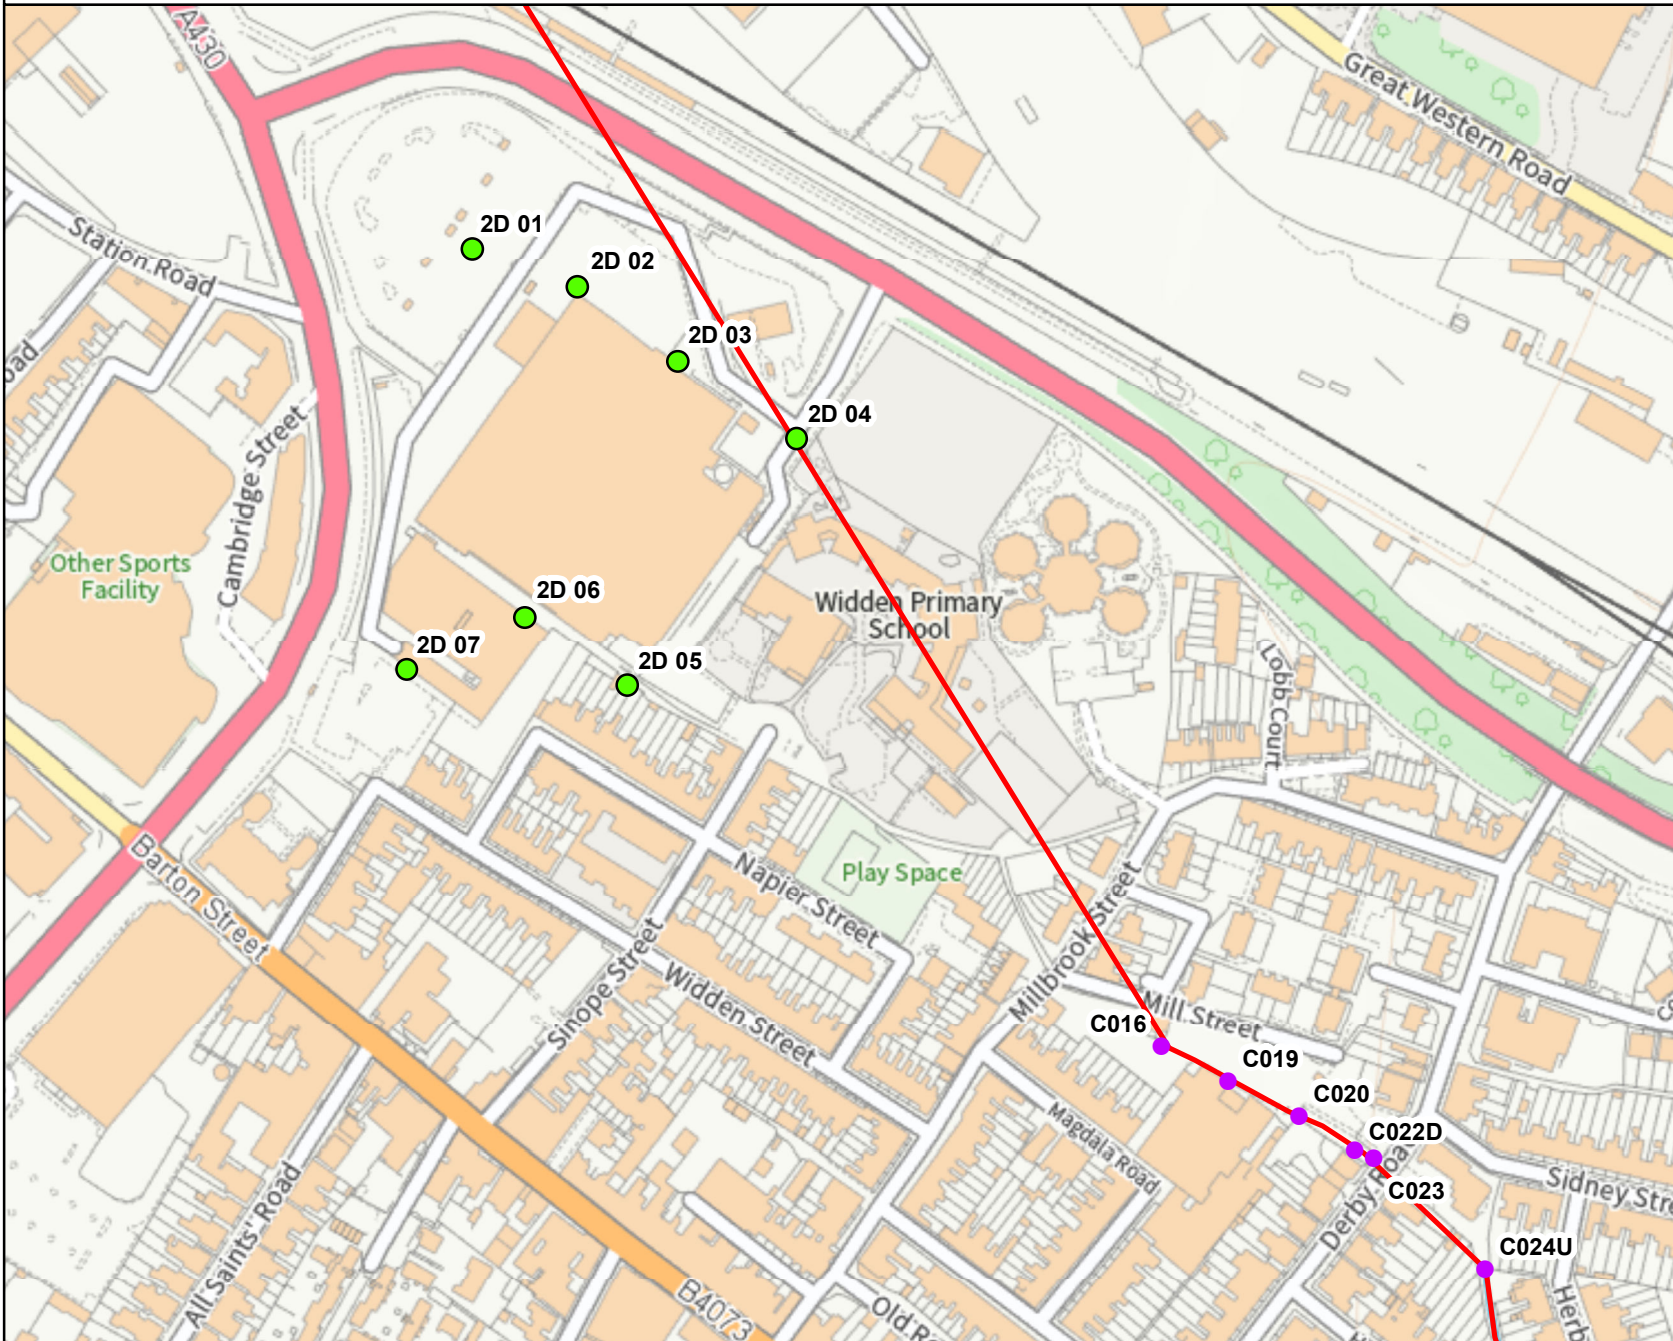 A430
Great Western Road
2D 01
Station Road
2D 02
2D 03
oad
2D 04
Cambridge Street
Other Sports
Facility
2D 06
Widden Primary
School
2D 07
2D 05
Lobb Court
Barton Street
Napier Street
Play Space
Millbrook Street
Sinope Street
Widden Street
Mill Street
C016
C019
C020
Magdala Road
C022D
Derby Road
C023
Sidney Stre
All Saints' Road
C024U
B4073
Old Ro
Herb